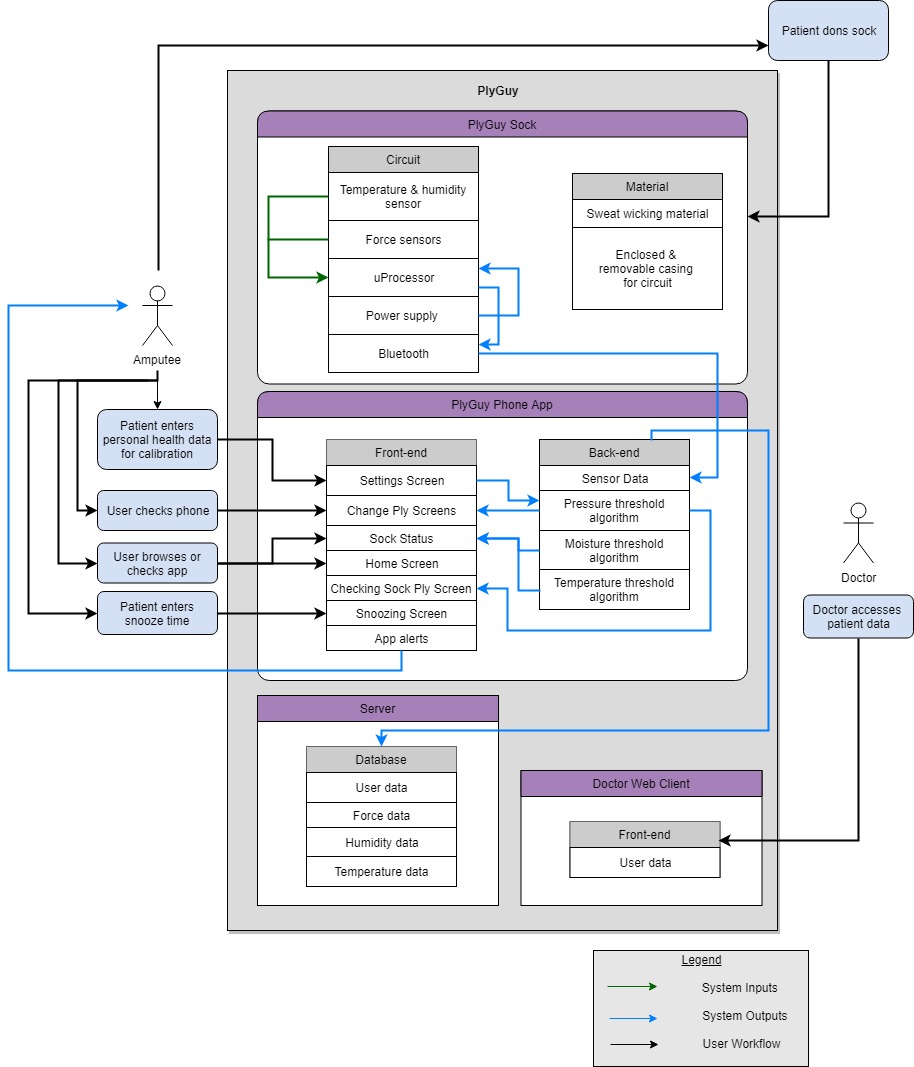 Patient dons sock
PlyGuy
PlyGuy Sock
Circuit
Temperature & humidity
sensor
Force sensors
uProcessor
Power supply
Bluetooth
Material
Sweat wicking material
Enclosed &
removable casing
for circuit
Amputee
Patient enters
personal health data
for calibration
User checks phone
User browses or
checks app
Patient enters
snooze time
PlyGuy Phone App
Front-end
Settings Screen
Change Ply Screens
Sock Status
Home Screen
Checking Sock Ply Screen
Snoozing Screen
App alerts
Back-end
Sensor Data
Pressure threshold
algorithm
Moisture threshold
algorithm
Temperature threshold
algorithm
Doctor
Doctor accesses
patient data
Server
Database
User data
Force data
Humidity data
Temperature data
Doctor Web Client
Front-end
User data
Legend
System Inputs
System Outputs
User Workflow